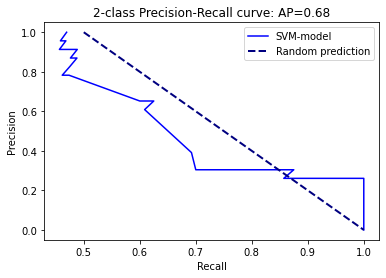 2-class Precision-Recall curve: AP=0.68
SVM-model
Random prediction
Precision
1.0
0.8
0.6
0.4
0.2
0.0
0.5 0.6 0.7 0.8 0.9 1.0
Recall